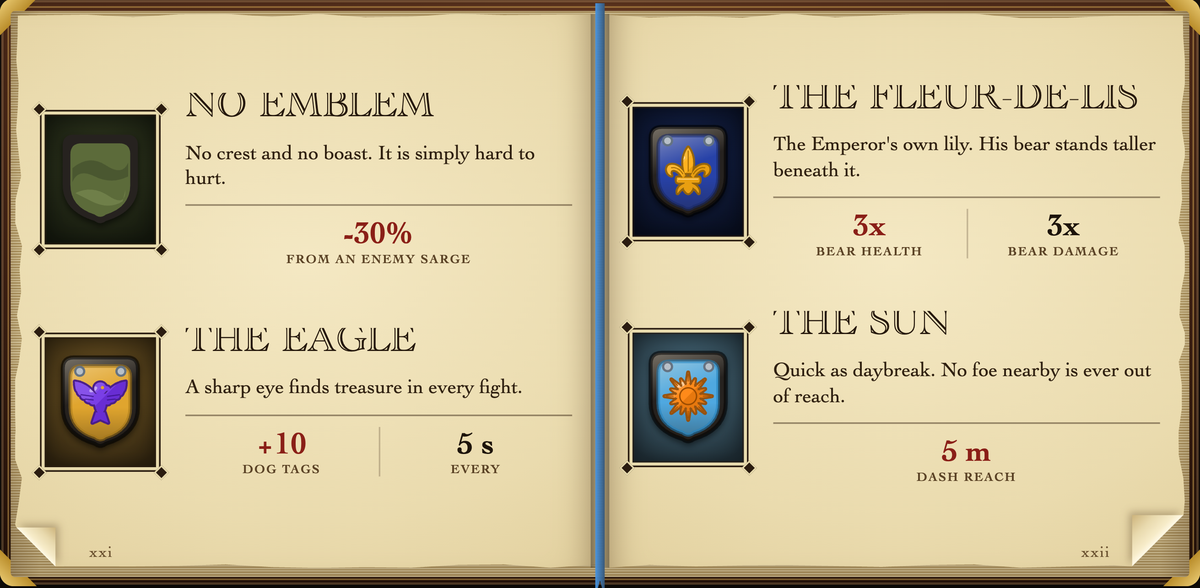 NO EMBLEM
No crest and no boast. It is simply hard to
hurt.
-30%
FROM AN ENEMY SARGE
THE EAGLE
A sharp eye finds treasure in every fight.
+10
DOG TAGS
5 s
EVERY
xxi
THE FLEUR-DE-LIS
The Emperor's own lily. His bear stands taller
beneath it.
3x
BEAR HEALTH
3x
BEAR DAMAGE
THE SUN
Quick as daybreak. No foe nearby is ever out
of reach.
5 m
DASH REACH
xxii